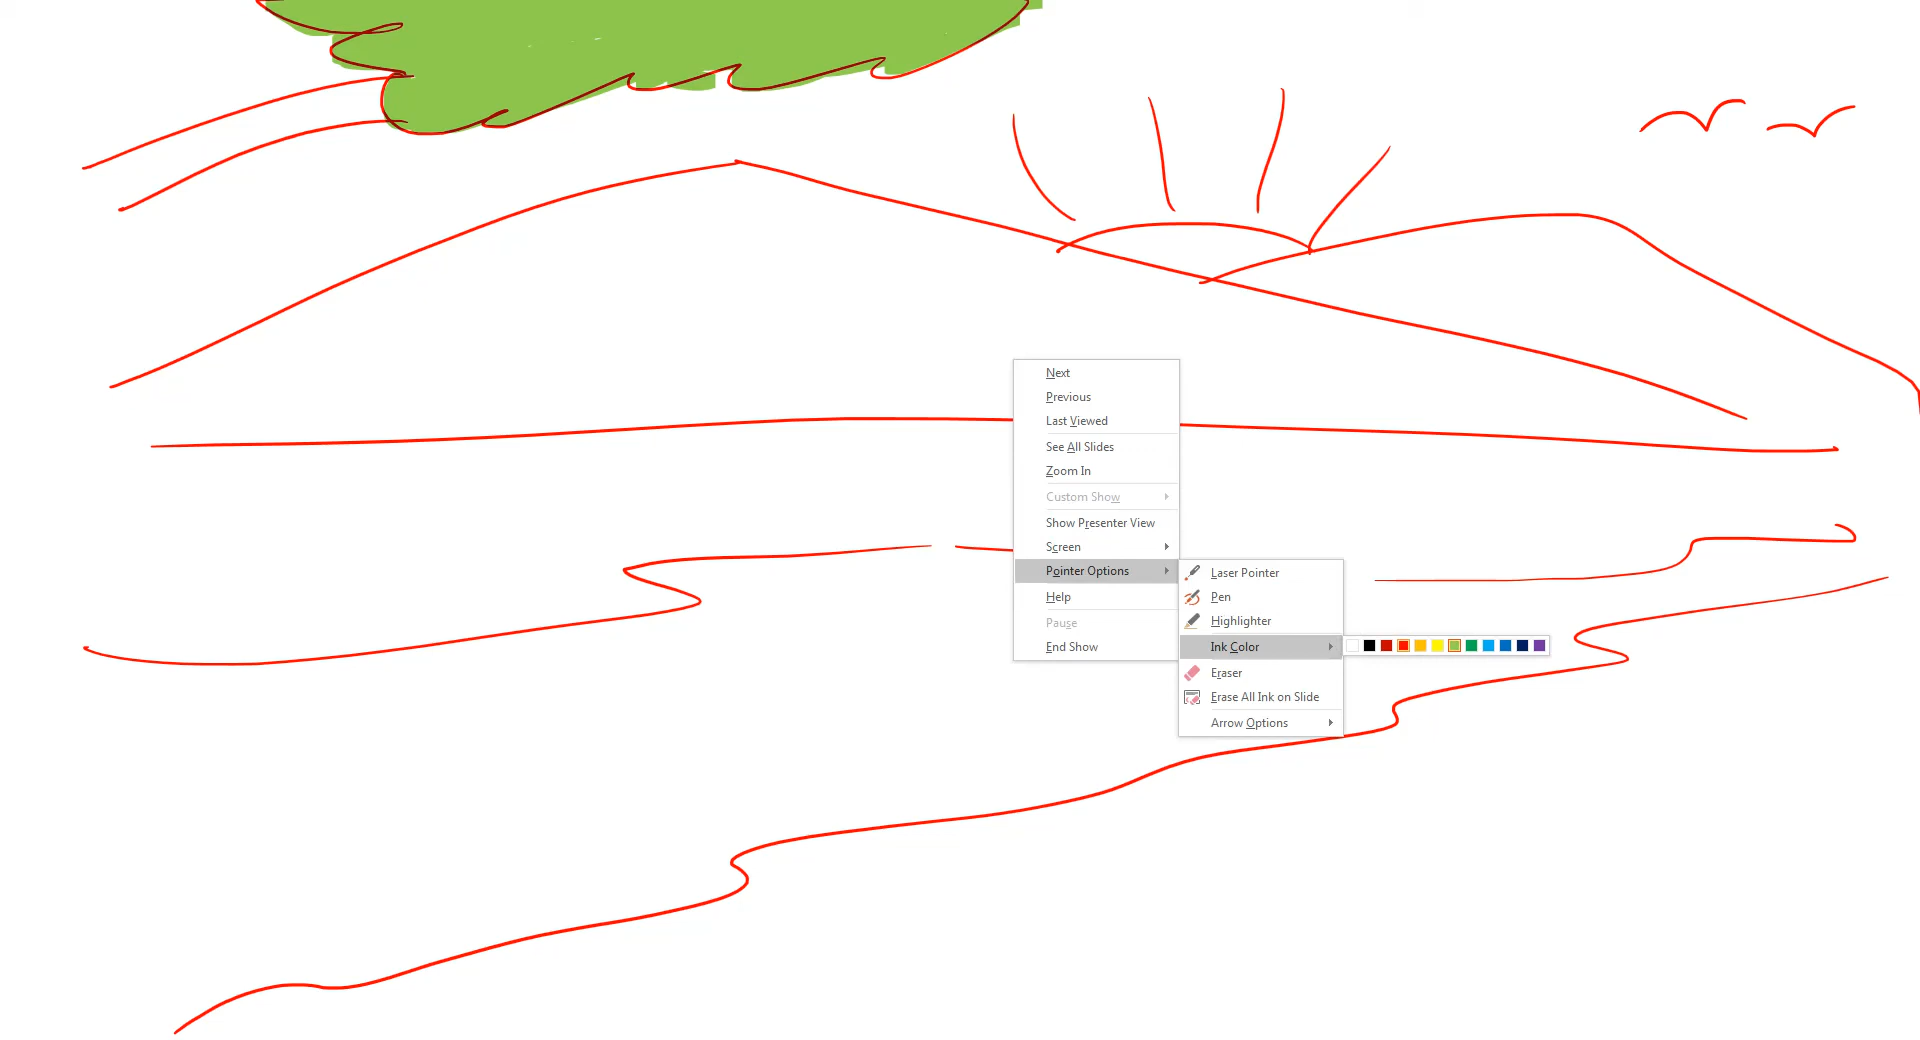 Next
Previous
Last Viewed
See All Slides
Zoom In
Custom Show
Show Presenter View
Screen
Pointer Options
Help
Pause
End Show
Laser Pointer
Pen
Highlighter
Ink Color
Eraser
Erase All Ink on Slide
Arrow Options